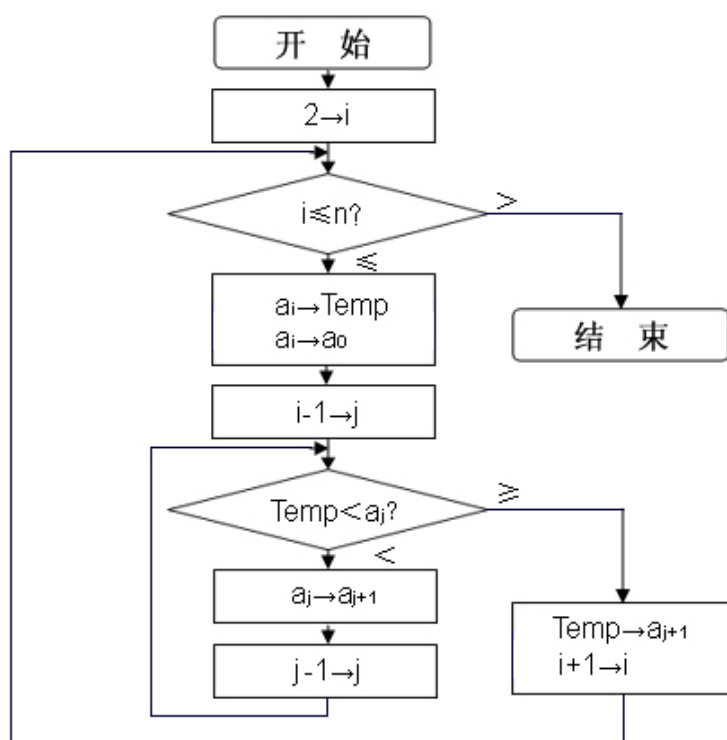 开 始
2→i
i≤n?
>
≤
aᵢ→Temp
aᵢ→a₀
结 束
i-1→j
Temp<aⱼ?
≥
<
aⱼ→aⱼ₊₁
Temp→aⱼ₊₁
i+1→i
j-1→j